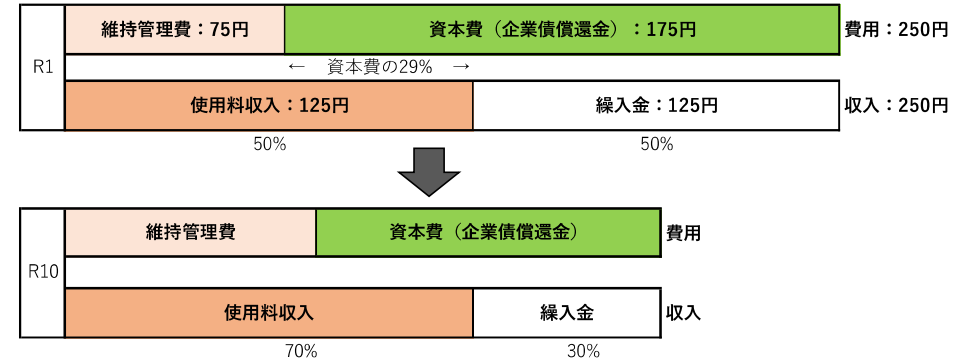 維持管理費：75円 資本費（企業債償還金）：175円 費用：250円
R1
← 資本費の29% →
使用料収入：125円 繰入金：125円 収入：250円
50% 50%
維持管理費 資本費（企業債償還金） 費用
R10
使用料収入 繰入金 収入
70% 30%